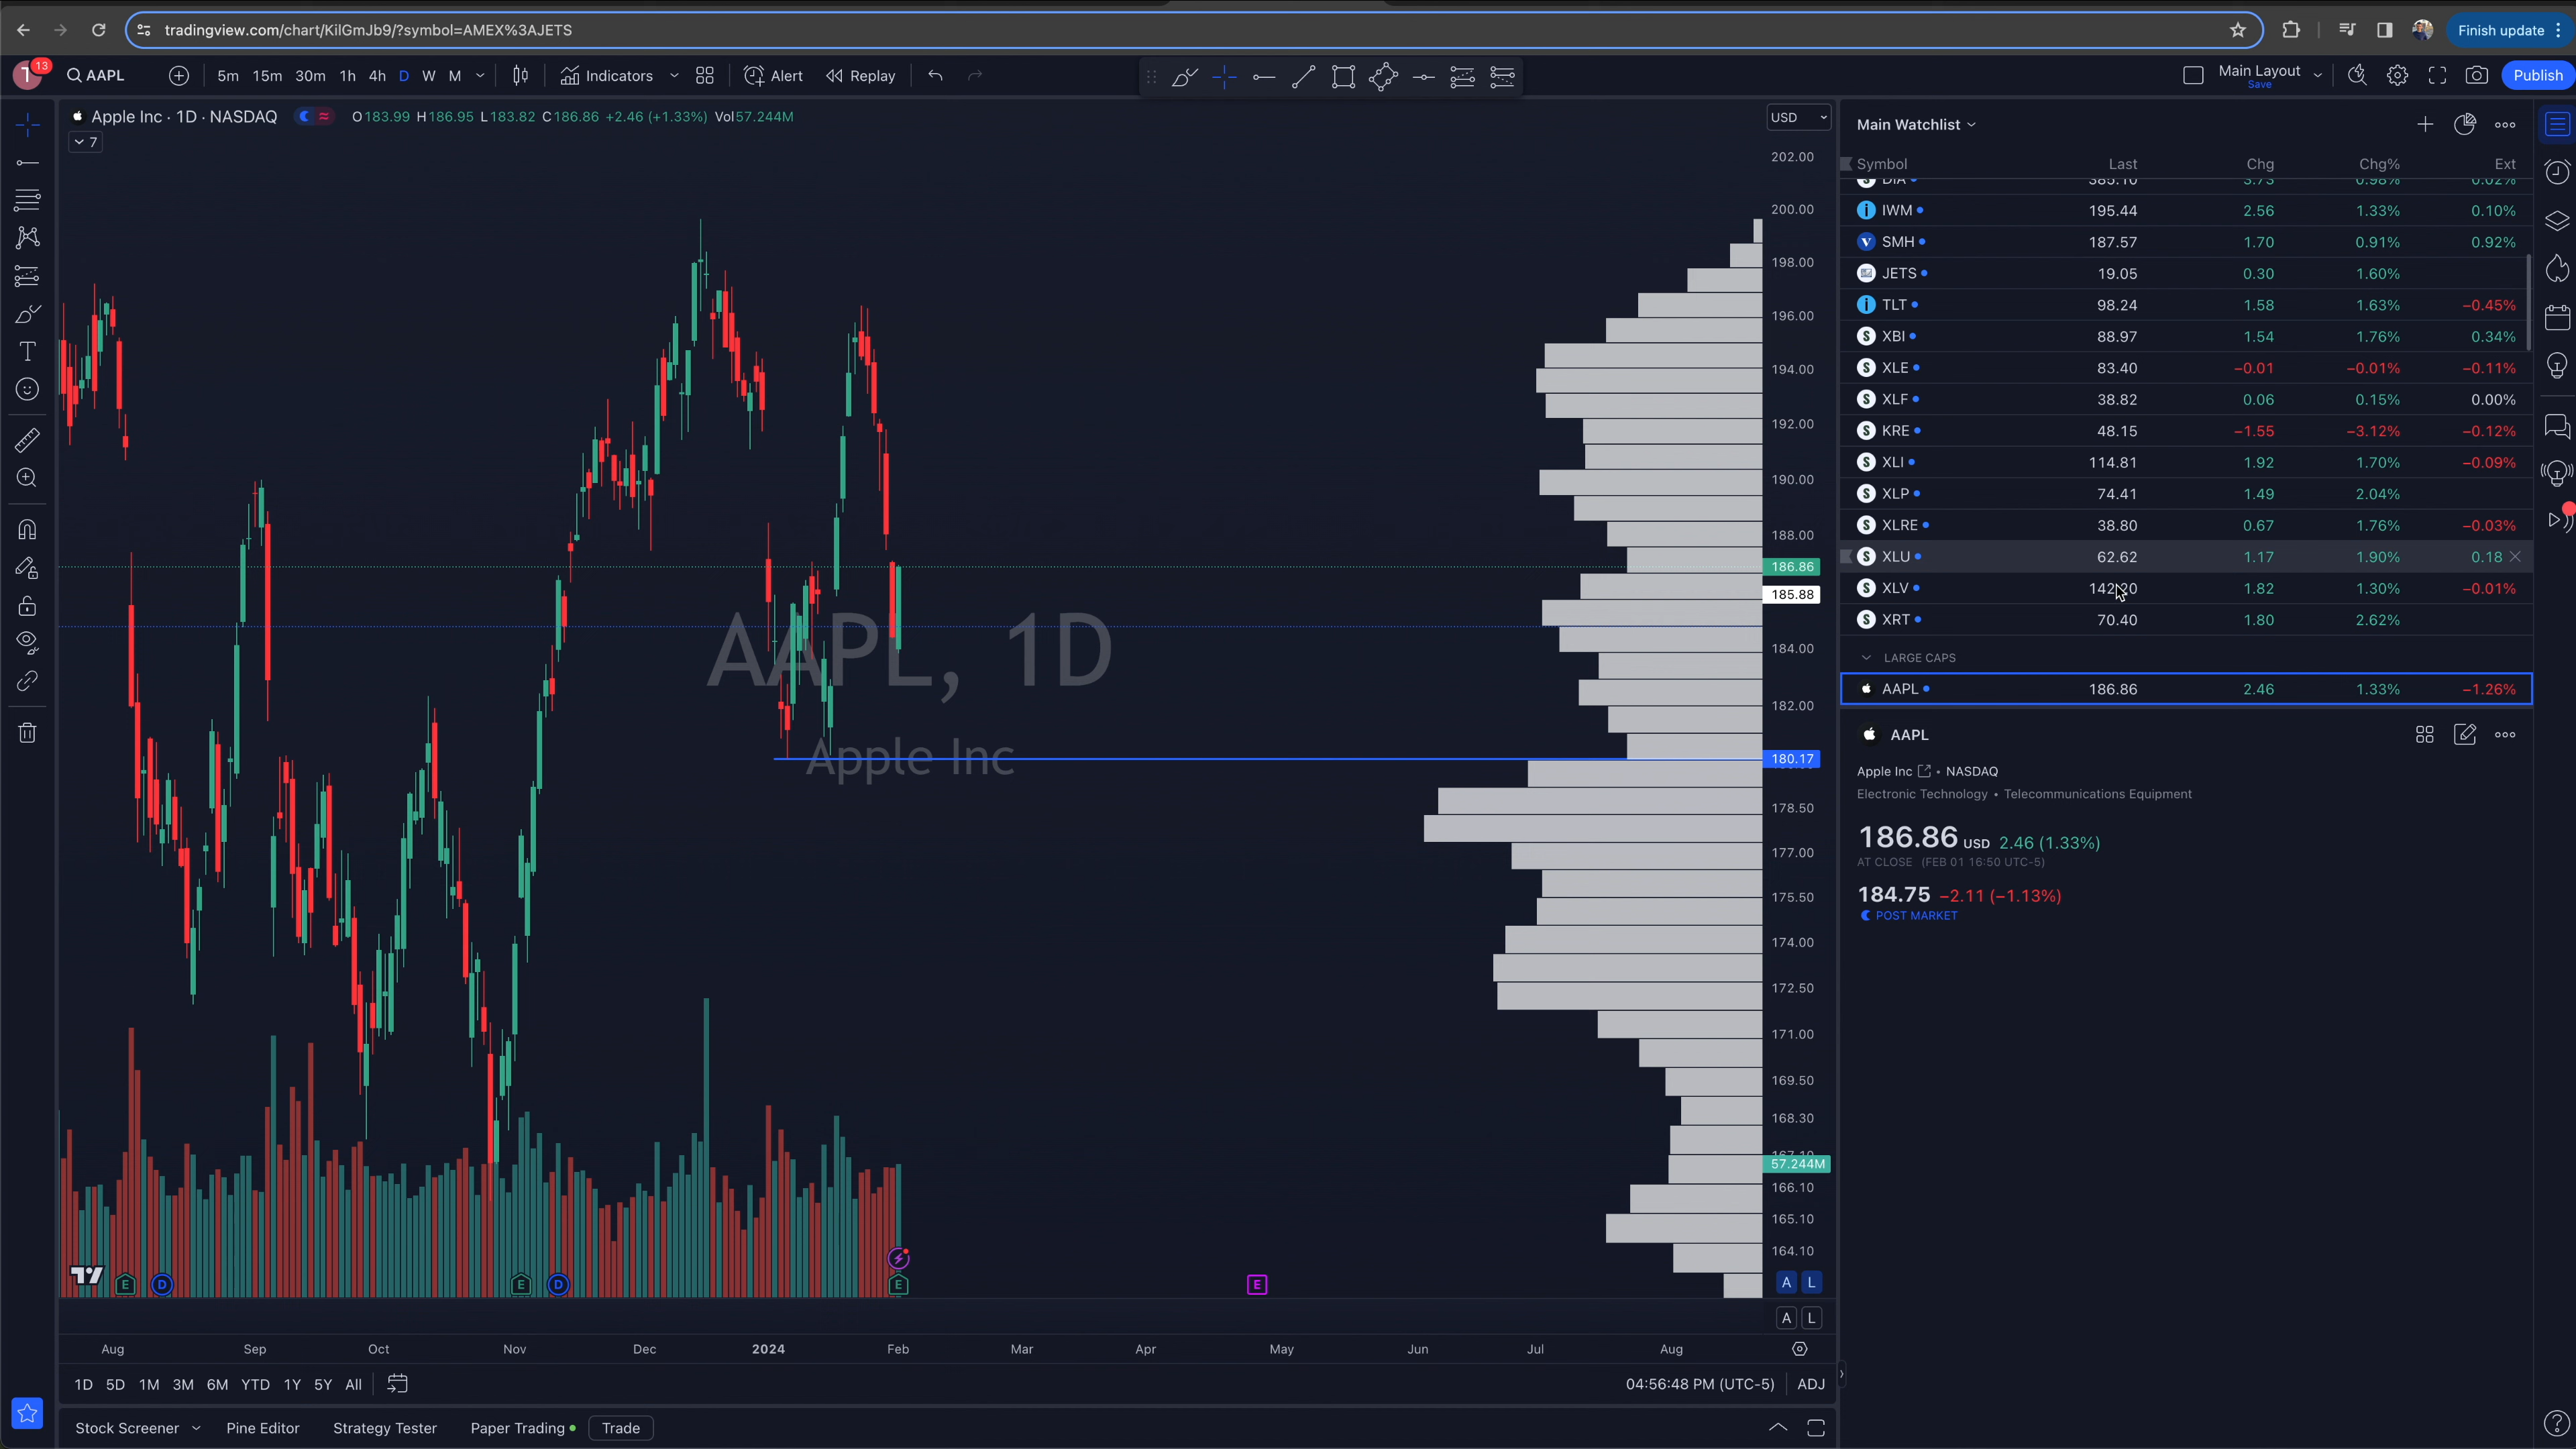 tradingview.com/chart/KilGmJb9/?symbol=AMEX%3AJETS
Finish update
13
AAPL
5m 15m 30m 1h 4h D W M
Indicators
Alert
Replay
Main Layout
Save
Publish
Apple Inc · 1D · NASDAQ
O183.99 H186.95 L183.82 C186.86 +2.46 (+1.33%) Vol57.244M
7
USD
202.00
200.00
198.00
196.00
194.00
192.00
190.00
188.00
186.86
185.88
184.00
182.00
180.17
178.50
177.00
175.50
174.00
172.50
171.00
169.50
168.30
57.244M
166.10
165.10
164.10
A L
A L
AAPL, 1D
Apple Inc
E D E D E E
Aug Sep Oct Nov Dec 2024 Feb Mar Apr May Jun Jul Aug
1D 5D 1M 3M 6M YTD 1Y 5Y All
04:56:48 PM (UTC-5) ADJ
Stock Screener Pine Editor Strategy Tester Paper Trading Trade
Main Watchlist
Symbol Last Chg Chg% Ext
DIA 385.10 3.73 0.98% 0.02%
IWM 195.44 2.56 1.33% 0.10%
SMH 187.57 1.70 0.91% 0.92%
JETS 19.05 0.30 1.60%
TLT 98.24 1.58 1.63% −0.45%
XBI 88.97 1.54 1.76% 0.34%
XLE 83.40 −0.01 −0.01% −0.11%
XLF 38.82 0.06 0.15% 0.00%
KRE 48.15 −1.55 −3.12% −0.12%
XLI 114.81 1.92 1.70% −0.09%
XLP 74.41 1.49 2.04%
XLRE 38.80 0.67 1.76% −0.03%
XLU 62.62 1.17 1.90% 0.18
XLV 142.20 1.82 1.30% −0.01%
XRT 70.40 1.80 2.62%
LARGE CAPS
AAPL 186.86 2.46 1.33% −1.26%
AAPL
Apple Inc • NASDAQ
Electronic Technology • Telecommunications Equipment
186.86 USD 2.46 (1.33%)
AT CLOSE (FEB 01 16:50 UTC-5)
184.75 −2.11 (−1.13%)
POST MARKET